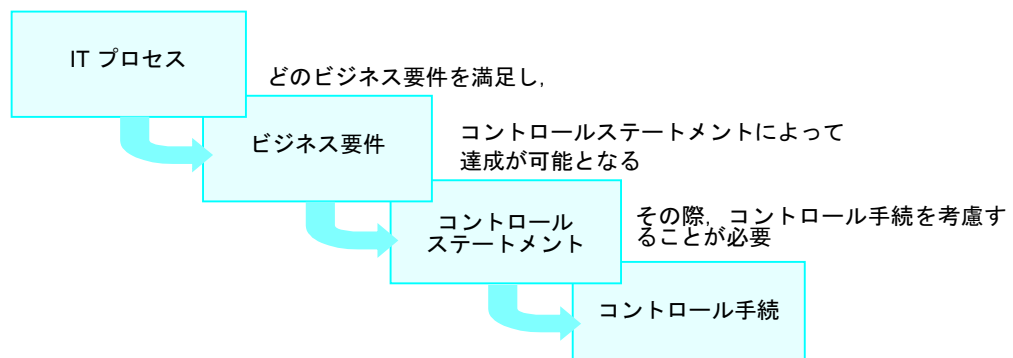 IT プロセス
どのビジネス要件を満足し,
ビジネス要件
コントロールステートメントによって
達成が可能となる
コントロール
ステートメント
その際, コントロール手続を考慮す
ることが必要
コントロール手続